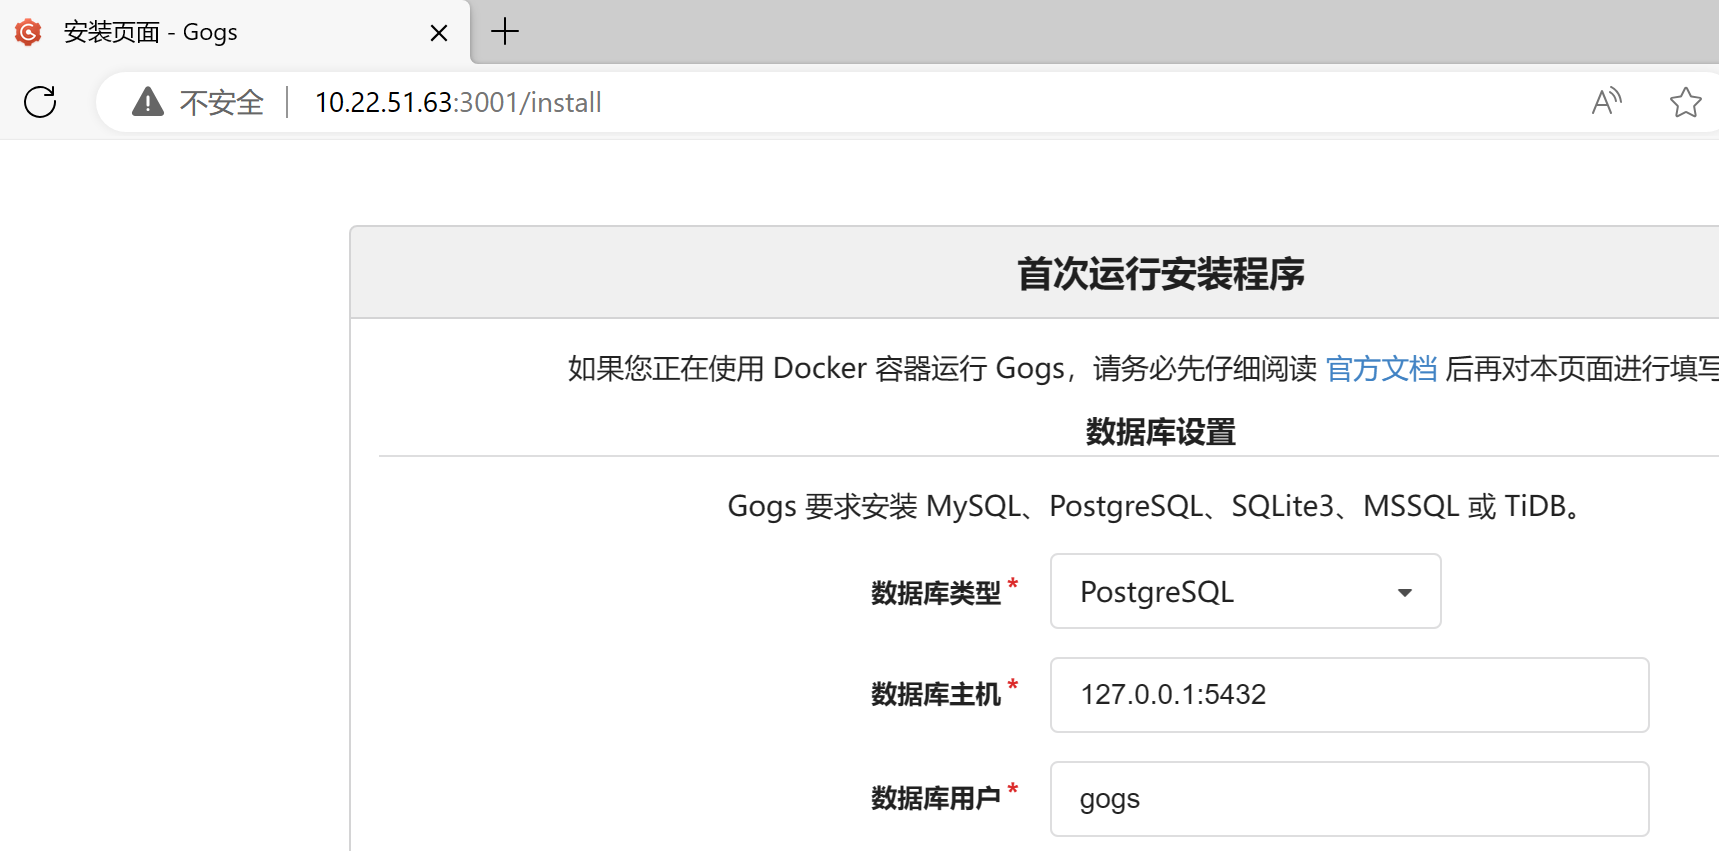 安装页面 - Gogs
不安全 10.22.51.63:3001/install
首次运行安装程序
如果您正在使用 Docker 容器运行 Gogs，请务必先仔细阅读 官方文档 后再对本页面进行填写
数据库设置
Gogs 要求安装 MySQL、PostgreSQL、SQLite3、MSSQL 或 TiDB。
数据库类型* PostgreSQL
数据库主机* 127.0.0.1:5432
数据库用户* gogs